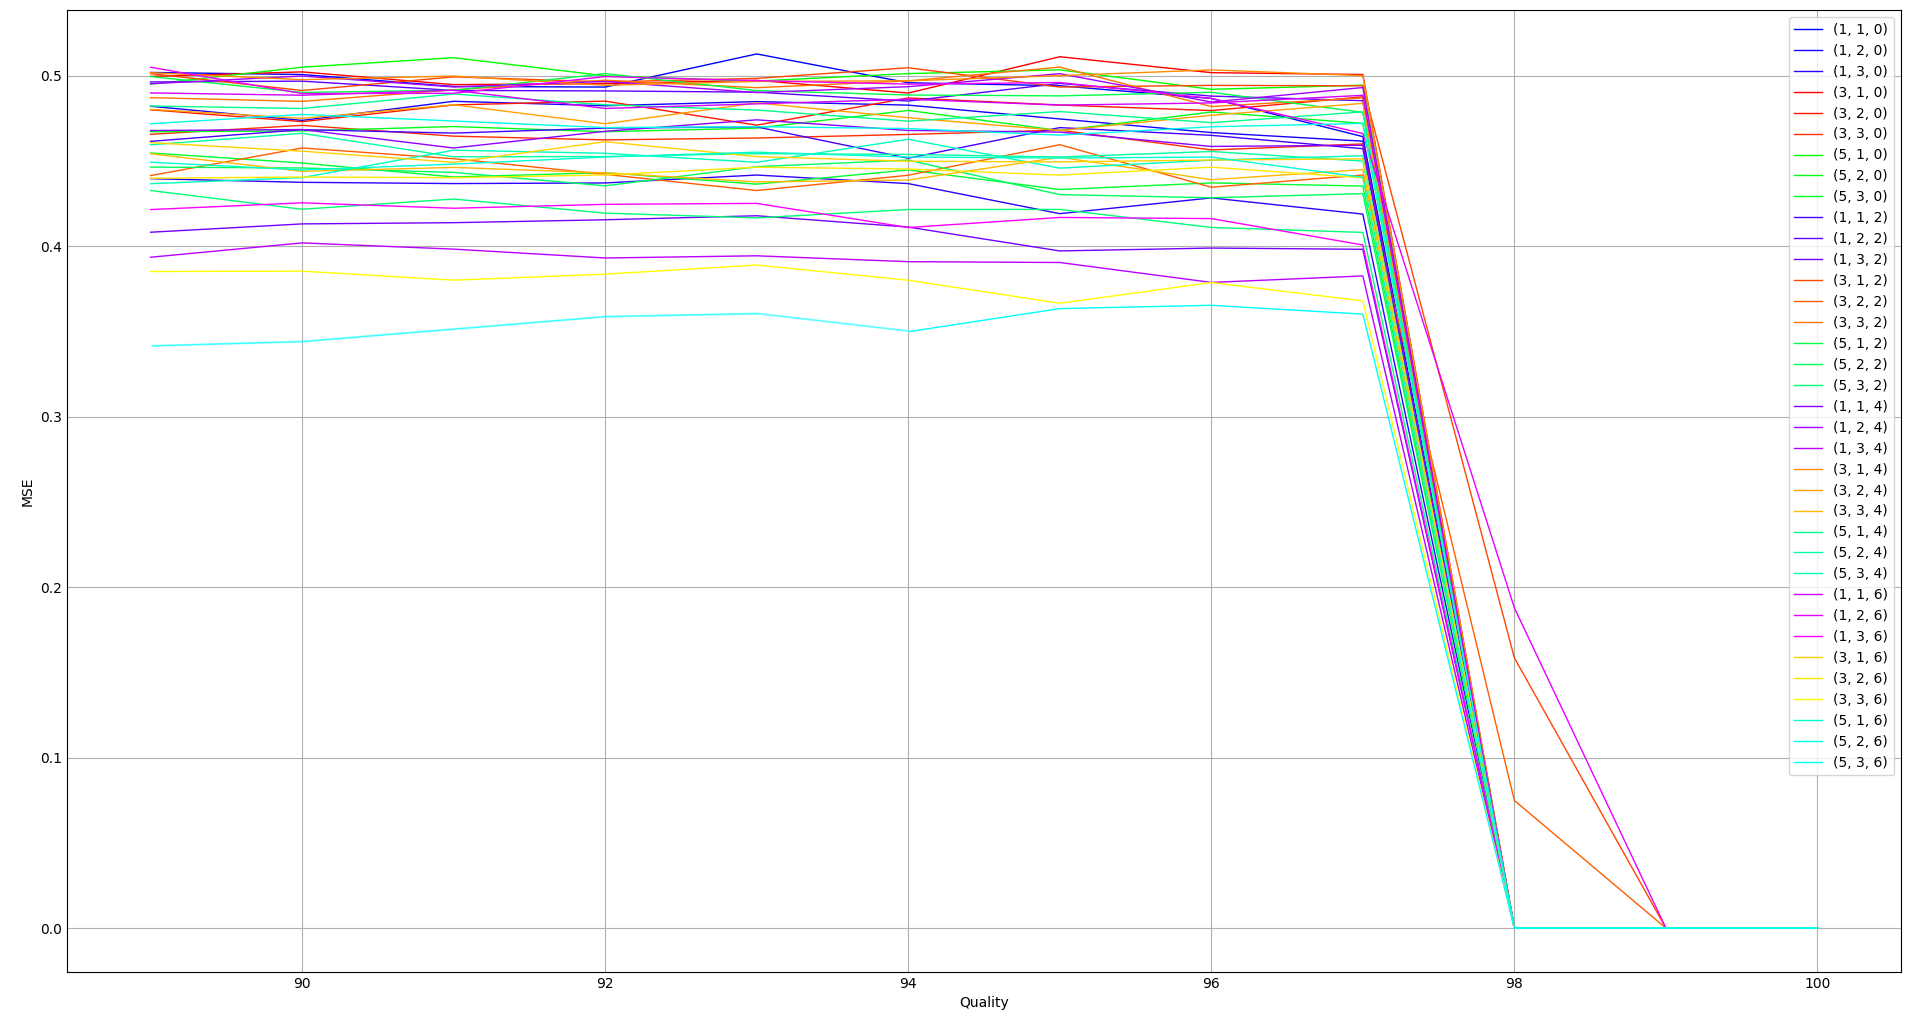 0.5
0.4
0.3
0.2
0.1
0.0
MSE
90 92 94 96 98 100
Quality
(1, 1, 0)
(1, 2, 0)
(1, 3, 0)
(3, 1, 0)
(3, 2, 0)
(3, 3, 0)
(5, 1, 0)
(5, 2, 0)
(5, 3, 0)
(1, 1, 2)
(1, 2, 2)
(1, 3, 2)
(3, 1, 2)
(3, 2, 2)
(3, 3, 2)
(5, 1, 2)
(5, 2, 2)
(5, 3, 2)
(1, 1, 4)
(1, 2, 4)
(1, 3, 4)
(3, 1, 4)
(3, 2, 4)
(3, 3, 4)
(5, 1, 4)
(5, 2, 4)
(5, 3, 4)
(1, 1, 6)
(1, 2, 6)
(1, 3, 6)
(3, 1, 6)
(3, 2, 6)
(3, 3, 6)
(5, 1, 6)
(5, 2, 6)
(5, 3, 6)